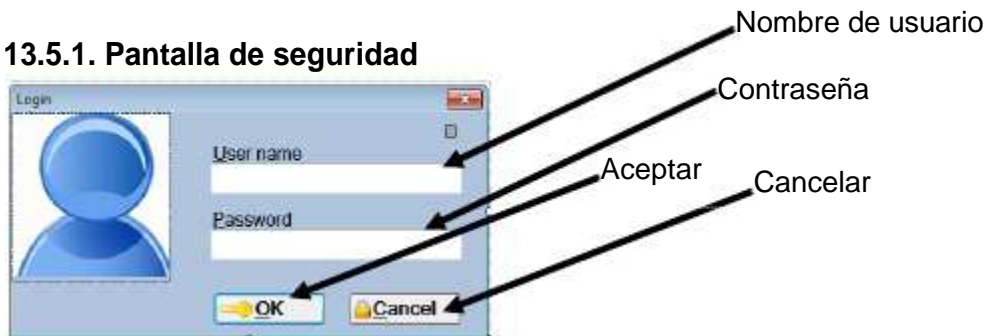 Nombre de usuario
13.5.1. Pantalla de seguridad
Contraseña
Login
User name
Aceptar
Cancelar
Password
OK
Cancel